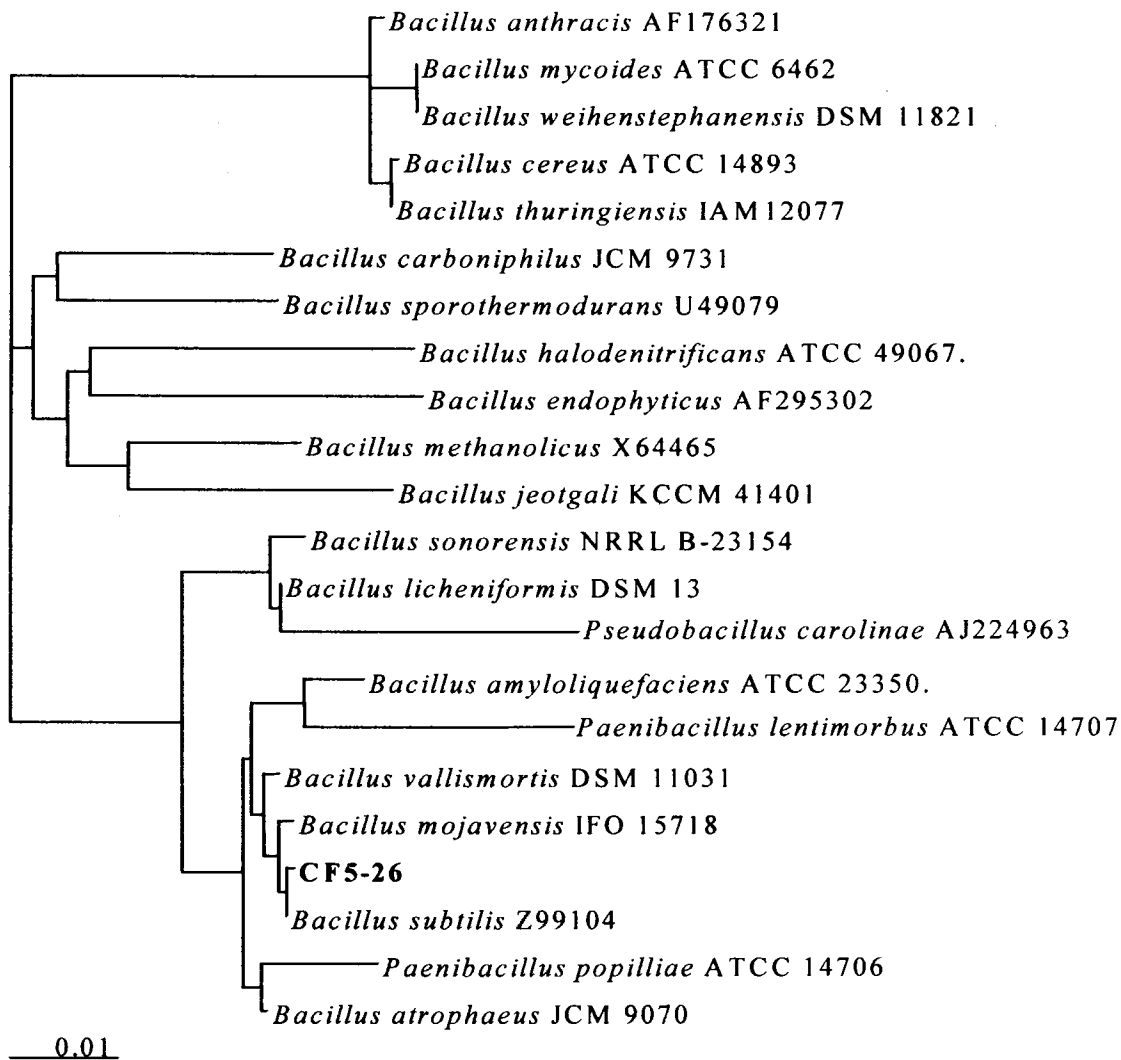 Bacillus anthracis AF176321
Bacillus mycoides ATCC 6462
Bacillus weihenstephanensis DSM 11821
Bacillus cereus ATCC 14893
Bacillus thuringiensis IAM12077
Bacillus carboniphilus JCM 9731
Bacillus sporothermodurans U49079
Bacillus halodenitrificans ATCC 49067.
Bacillus endophyticus AF295302
Bacillus methanolicus X64465
Bacillus jeotgali KCCM 41401
Bacillus sonorensis NRRL B-23154
Bacillus licheniformis DSM 13
Pseudobacillus carolinae AJ224963
Bacillus amyloliquefaciens ATCC 23350.
Paenibacillus lentimorbus ATCC 14707
Bacillus vallismortis DSM 11031
Bacillus mojavensis IFO 15718
CF5-26
Bacillus subtilis Z99104
Paenibacillus popilliae ATCC 14706
Bacillus atrophaeus JCM 9070
0.01